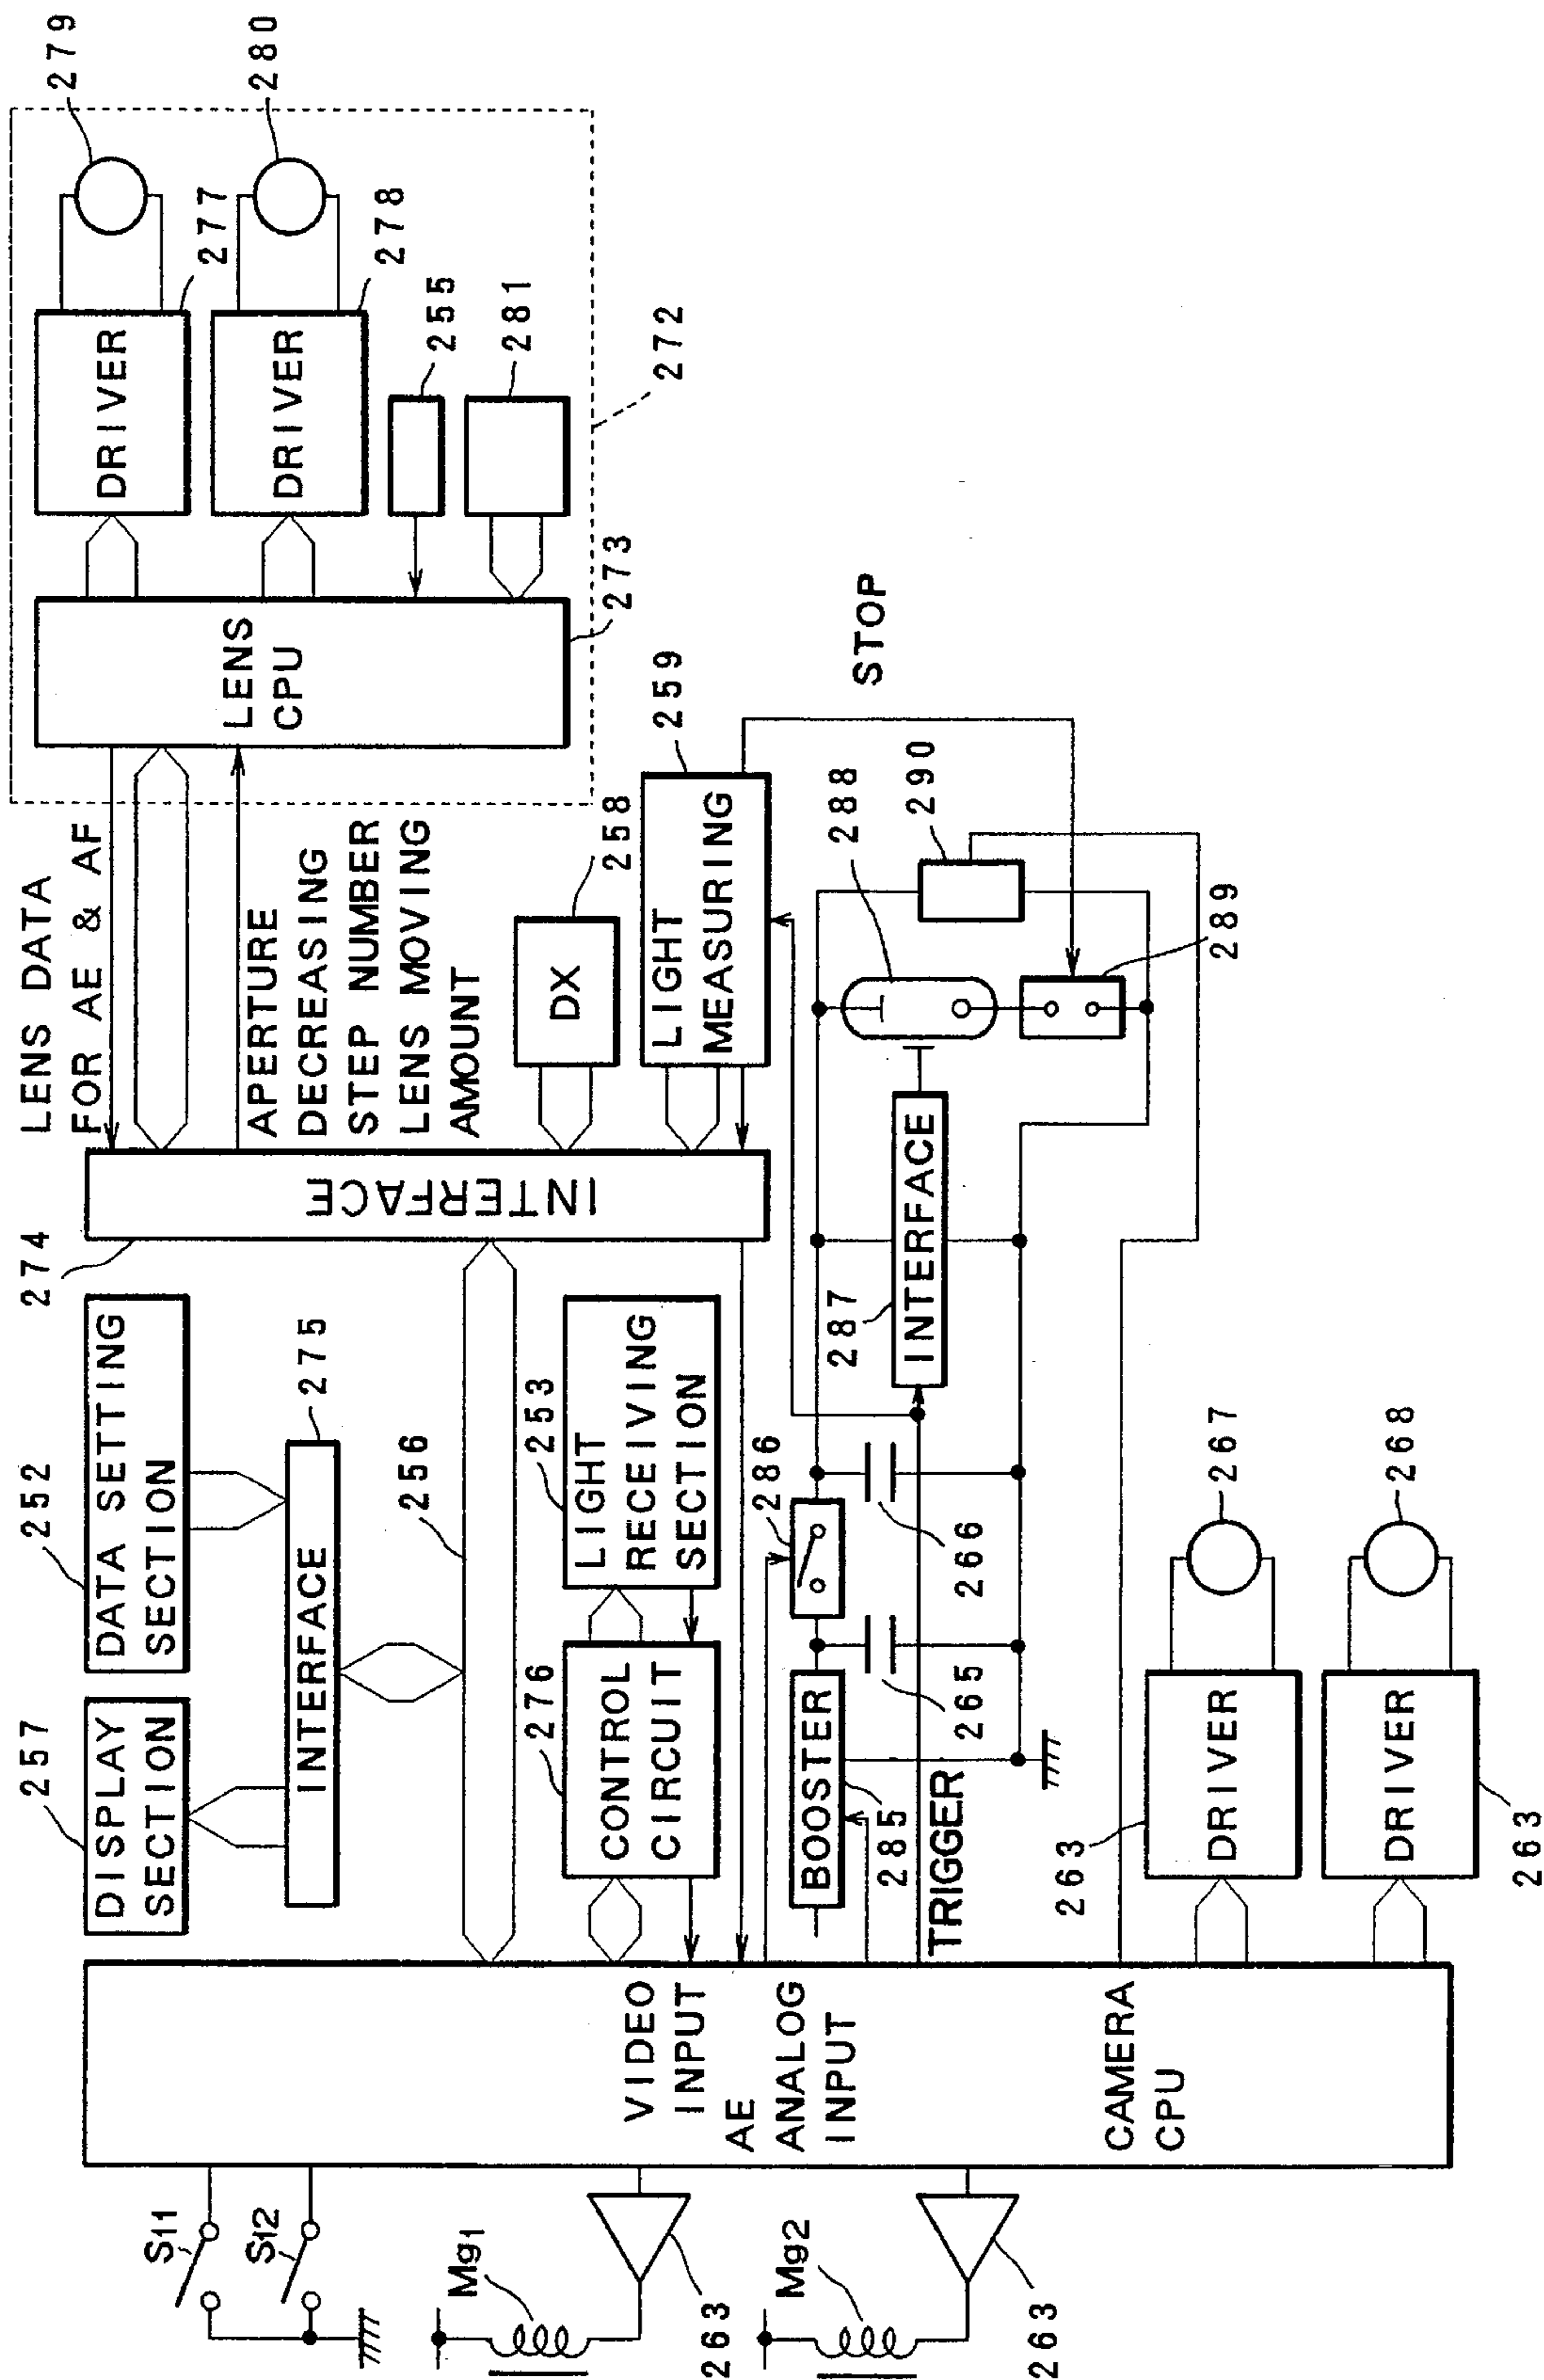 S11
S12
Mg1
263
Mg2
263
VIDEO
INPUT
AE
ANALOG
INPUT
CAMERA
CPU
257
DISPLAY
SECTION
252
DATA SETTING
SECTION
INTERFACE
275
256
274
INTERFACE
276
CONTROL
CIRCUIT
253
LIGHT
RECEIVING
SECTION
BOOSTER
285
265
286
266
TRIGGER
287
INTERFACE
288
290
289
STOP
263
DRIVER
267
DRIVER
268
263
LENS DATA
FOR AE & AF
APERTURE
DECREASING
STEP NUMBER
LENS MOVING
AMOUNT
DX
258
LIGHT
MEASURING
259
LENS
CPU
273
DRIVER
277
279
DRIVER
278
280
255
281
272